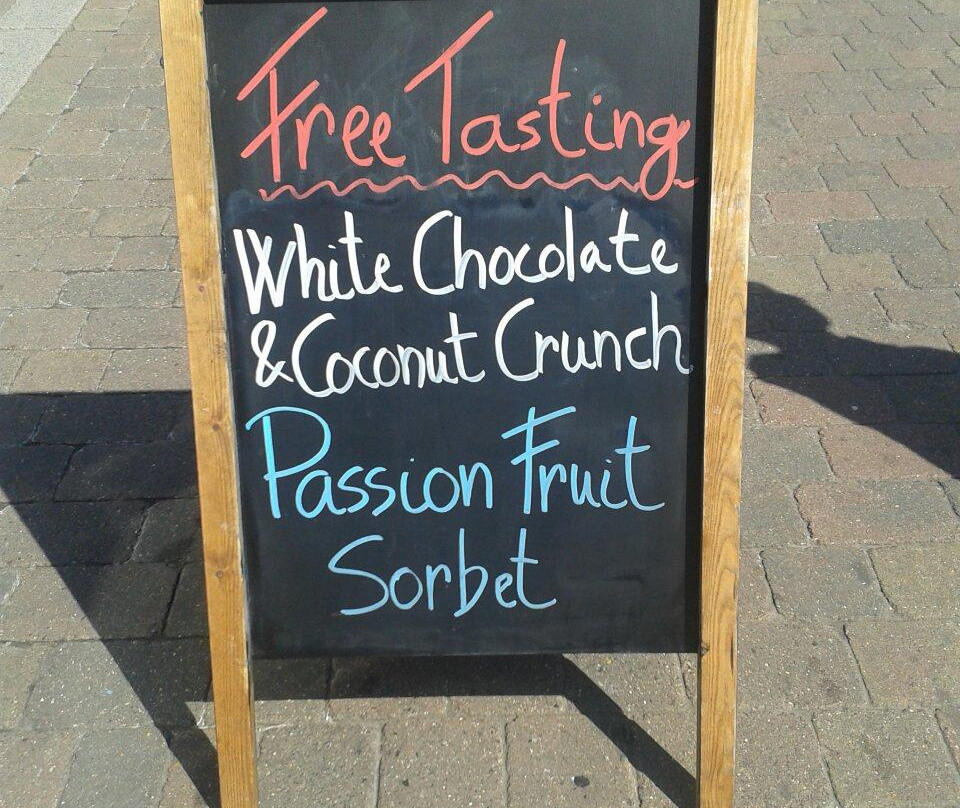 Free Tasting
White Chocolate
& Coconut Crunch
Passion Fruit
Sorbet